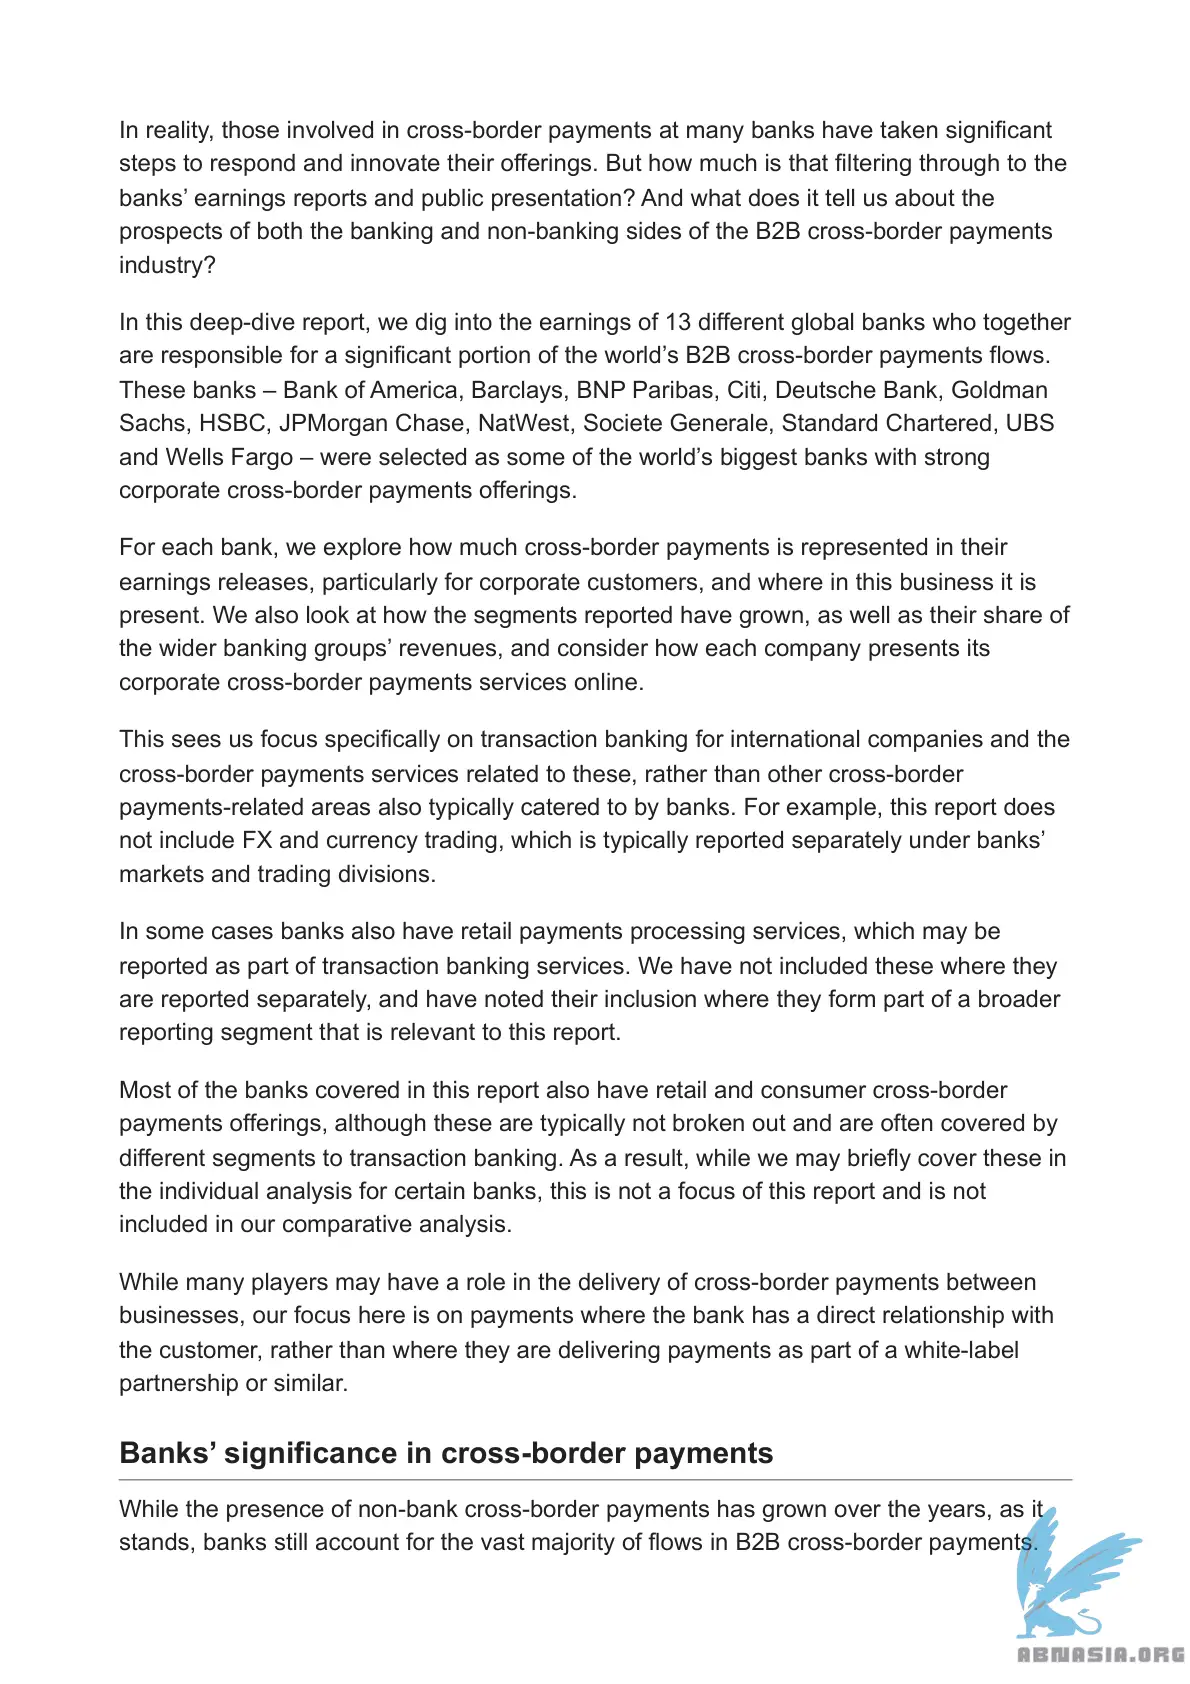 In reality, those involved in cross-border payments at many banks have taken significant
steps to respond and innovate their offerings. But how much is that filtering through to the
banks’ earnings reports and public presentation? And what does it tell us about the
prospects of both the banking and non-banking sides of the B2B cross-border payments
industry?
In this deep-dive report, we dig into the earnings of 13 different global banks who together
are responsible for a significant portion of the world’s B2B cross-border payments flows.
These banks – Bank of America, Barclays, BNP Paribas, Citi, Deutsche Bank, Goldman
Sachs, HSBC, JPMorgan Chase, NatWest, Societe Generale, Standard Chartered, UBS
and Wells Fargo – were selected as some of the world’s biggest banks with strong
corporate cross-border payments offerings.
For each bank, we explore how much cross-border payments is represented in their
earnings releases, particularly for corporate customers, and where in this business it is
present. We also look at how the segments reported have grown, as well as their share of
the wider banking groups’ revenues, and consider how each company presents its
corporate cross-border payments services online.
This sees us focus specifically on transaction banking for international companies and the
cross-border payments services related to these, rather than other cross-border
payments-related areas also typically catered to by banks. For example, this report does
not include FX and currency trading, which is typically reported separately under banks’
markets and trading divisions.
In some cases banks also have retail payments processing services, which may be
reported as part of transaction banking services. We have not included these where they
are reported separately, and have noted their inclusion where they form part of a broader
reporting segment that is relevant to this report.
Most of the banks covered in this report also have retail and consumer cross-border
payments offerings, although these are typically not broken out and are often covered by
different segments to transaction banking. As a result, while we may briefly cover these in
the individual analysis for certain banks, this is not a focus of this report and is not
included in our comparative analysis.
While many players may have a role in the delivery of cross-border payments between
businesses, our focus here is on payments where the bank has a direct relationship with
the customer, rather than where they are delivering payments as part of a white-label
partnership or similar.
Banks’ significance in cross-border payments
While the presence of non-bank cross-border payments has grown over the years, as it
stands, banks still account for the vast majority of flows in B2B cross-border payments.
ABNASIA.ORG